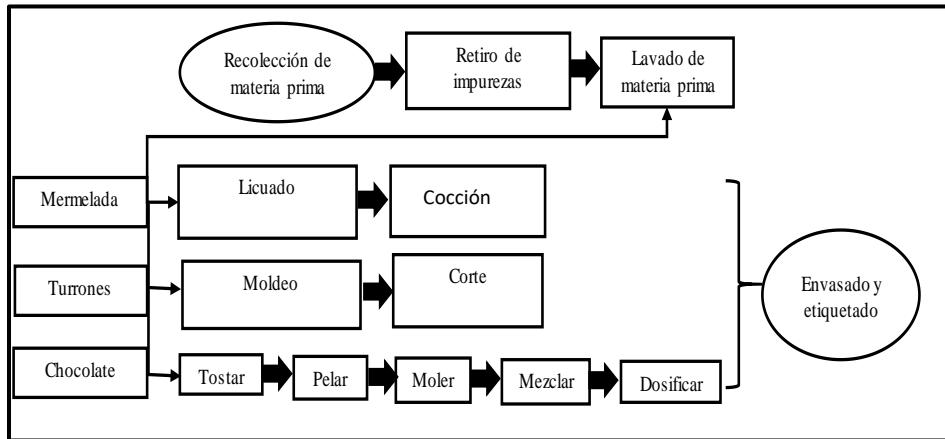 Recolección de
materia prima
Retiro de
impurezas
Lavado de
materia prima
Mermelada
Licuado
Cocción
Turrones
Moldeo
Corte
Chocolate
Tostar
Pelar
Moler
Mezclar
Dosificar
Envasado y
etiquetado